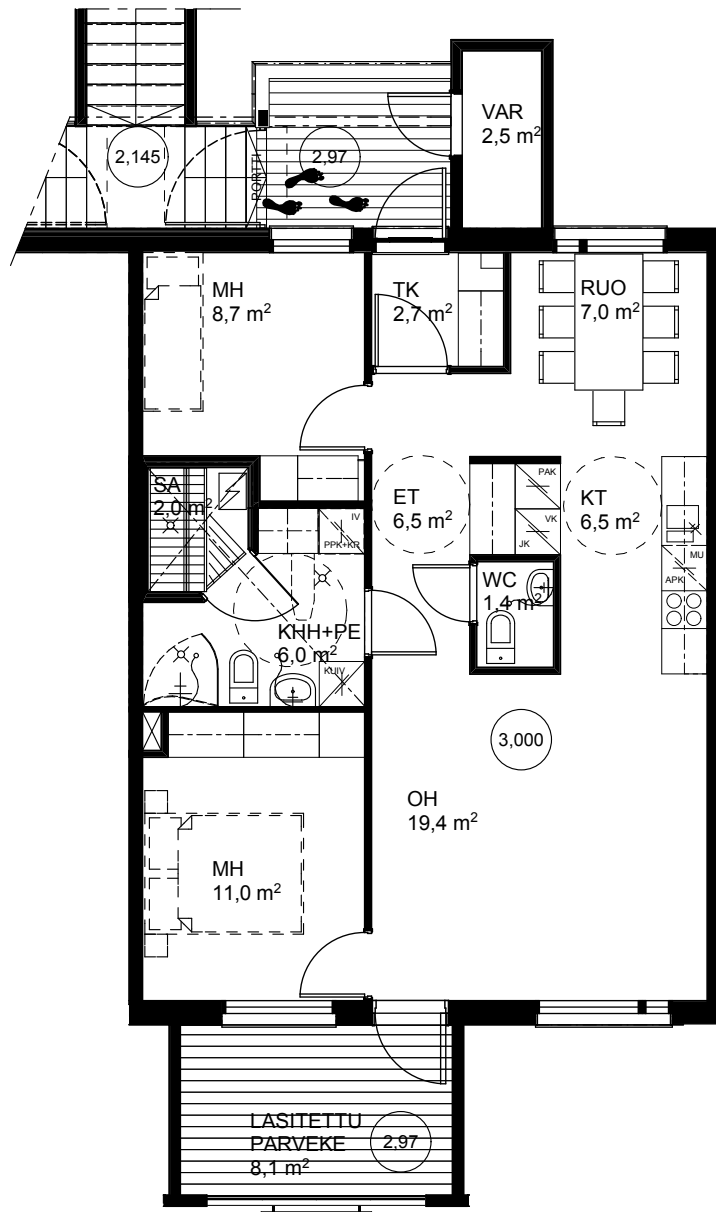 VAR
2,5 m²
2,145
2,97
PORTTI
MH
8,7 m²
TK
2,7 m²
RUO
7,0 m²
SA
2,0 m²
IV
PPK+KR
ET
6,5 m²
PAK
VK
JK
KT
6,5 m²
MU
APK
WC
1,4 m²
KHH+PE
6,0 m²
KUIV
3,000
OH
19,4 m²
MH
11,0 m²
LASITETTU
PARVEKE
8,1 m²
2,97